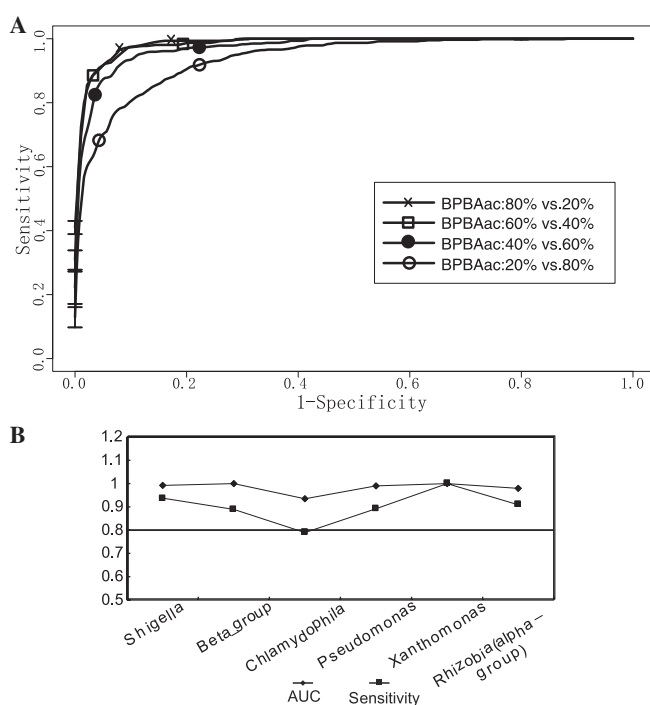 A
1.0
0.8
0.6
0.4
0.2
0.0
Sensitivity
BPBAac:80% vs.20%
BPBAac:60% vs.40%
BPBAac:40% vs.60%
BPBAac:20% vs.80%
0.0 0.2 0.4 0.6 0.8 1.0
1-Specificity
B
1.2
1.1
1
0.9
0.8
0.7
0.6
0.5
Shigella
Beta_group
Chlamydophila
Pseudomonas
Xanthomonas
Rhizobia(alpha-
group)
AUC Sensitivity